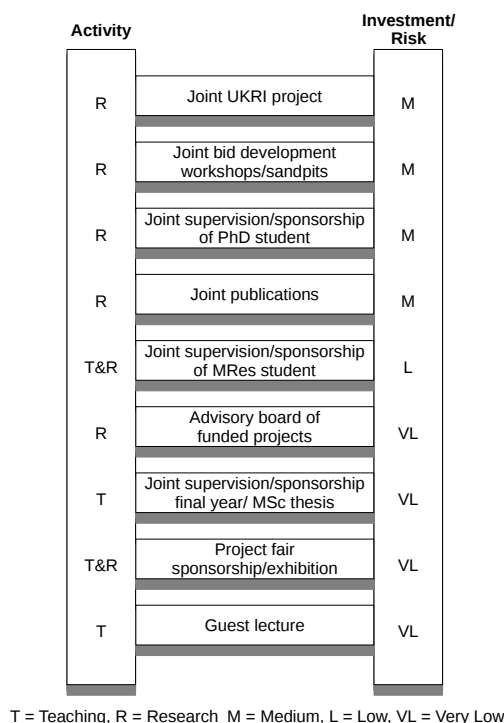 Activity
Investment/
Risk
R
Joint UKRI project
M
R
Joint bid development
workshops/sandpits
M
R
Joint supervision/sponsorship
of PhD student
M
R
Joint publications
M
T&R
Joint supervision/sponsorship
of MRes student
L
R
Advisory board of
funded projects
VL
T
Joint supervision/sponsorship
final year/ MSc thesis
VL
T&R
Project fair
sponsorship/exhibition
VL
T
Guest lecture
VL
T = Teaching, R = Research M = Medium, L = Low, VL = Very Low